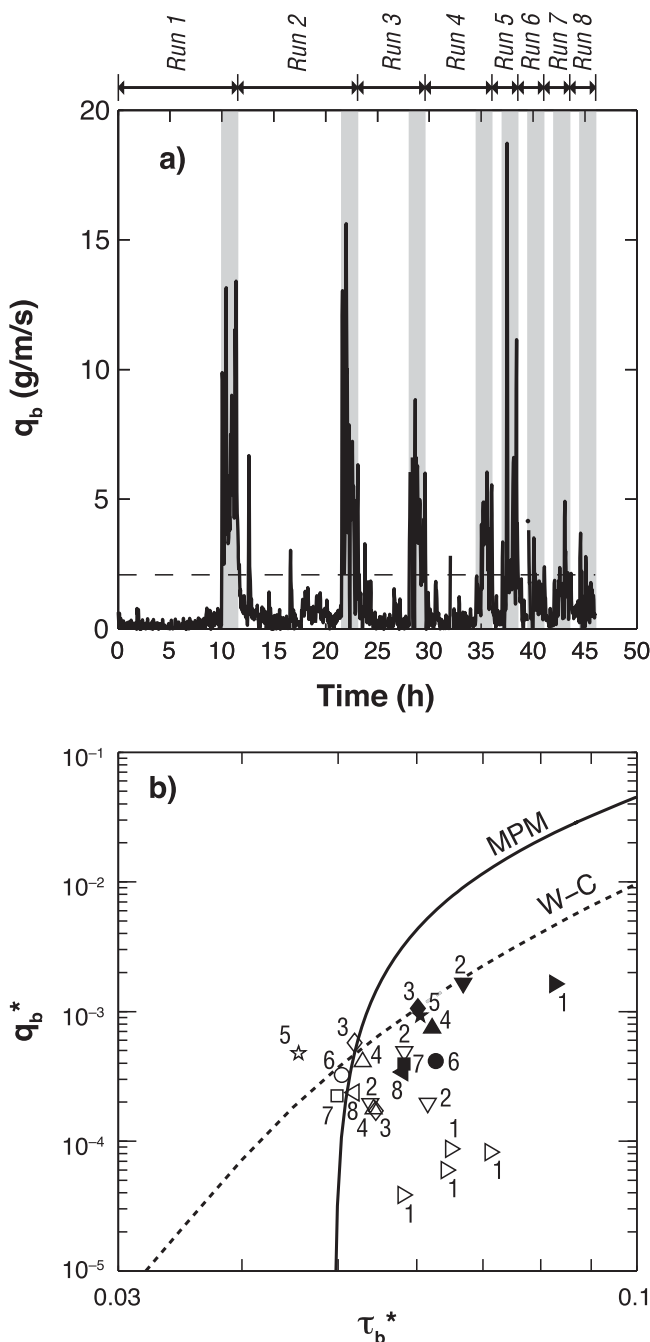 Run 1 Run 2 Run 3 Run 4 Run 5 Run 6 Run 7 Run 8
20
a)
15
10
5
0
q_b (g/m/s)
0 5 10 15 20 25 30 35 40 45 50
Time (h)
10⁻¹
b)
MPM
10⁻²
W–C
2
3 5 1
10⁻³
4
5 3 2
6 4 7 6
2 8 2
7 8
4 3
10⁻⁴
1
1 1
1
10⁻⁵
q_b*
0.03 0.1
τ_b*